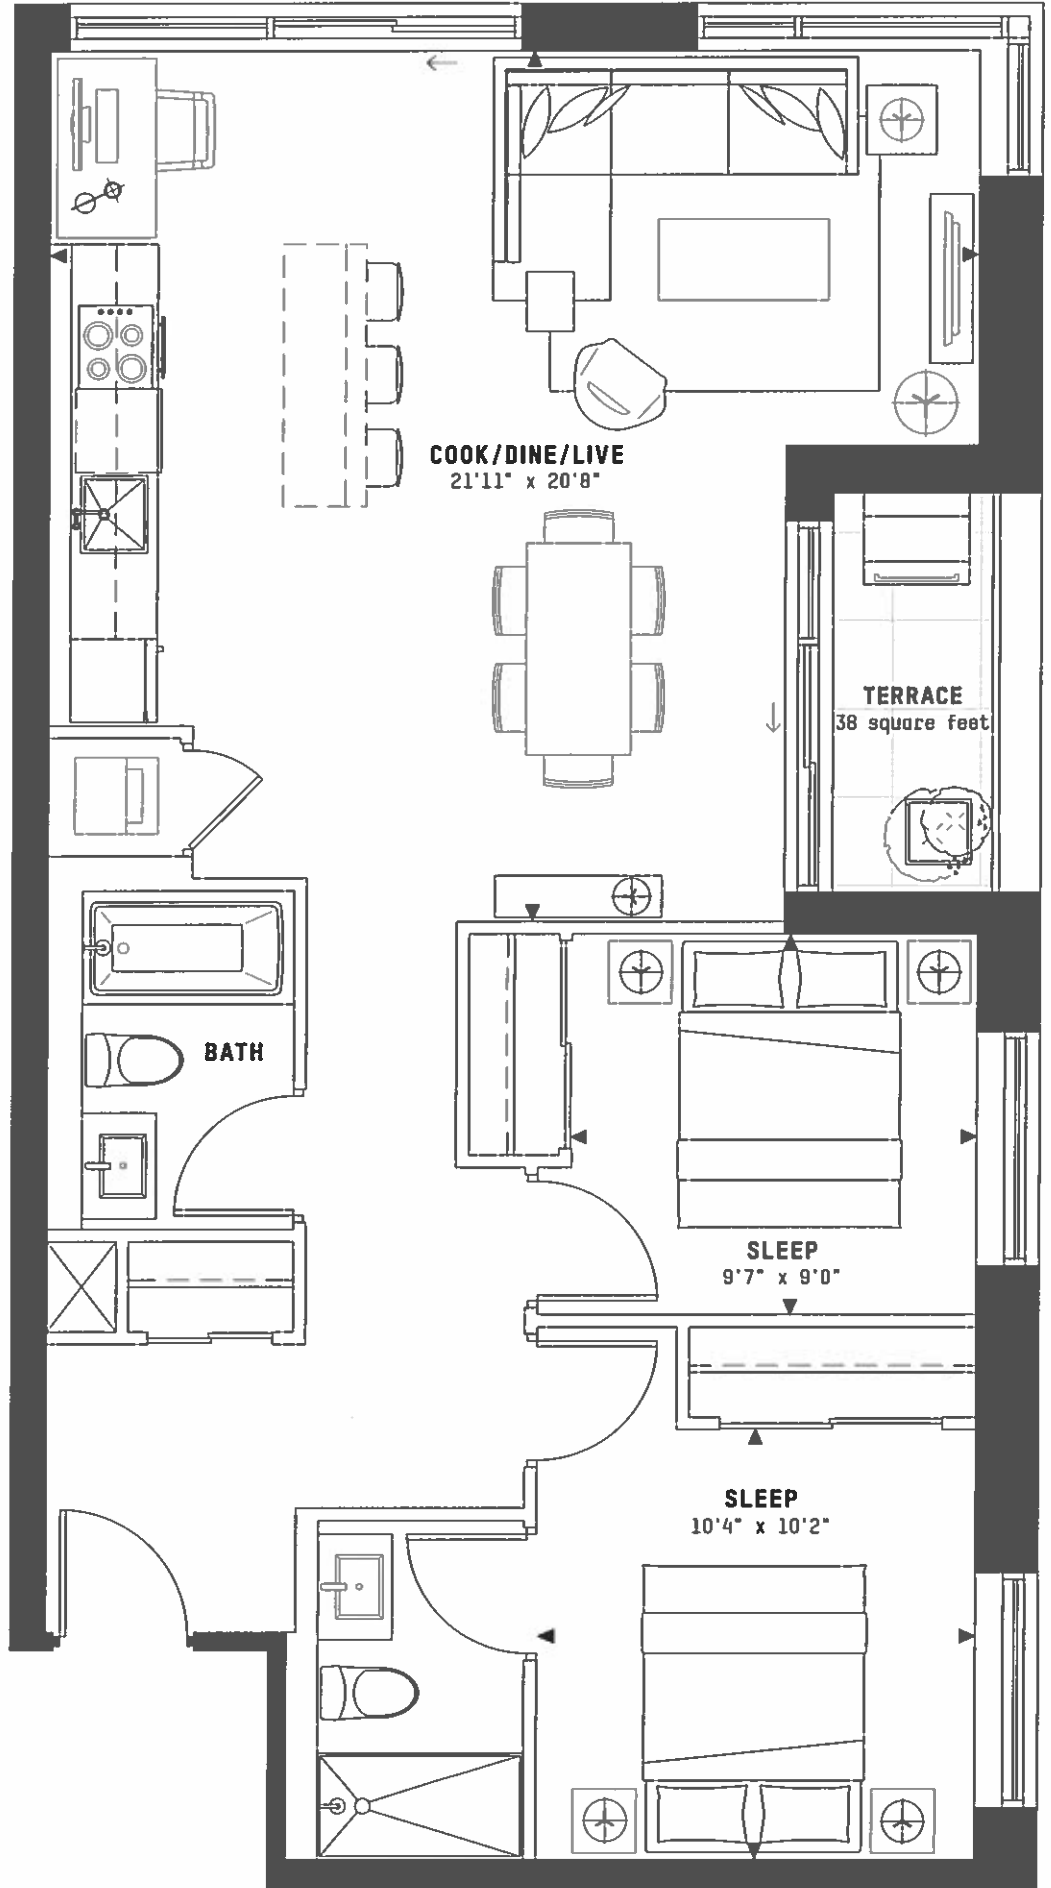 COOK/DINE/LIVE
21'11" x 20'8"
TERRACE
38 square feet
BATH
SLEEP
9'7" x 9'0"
SLEEP
10'4" x 10'2"